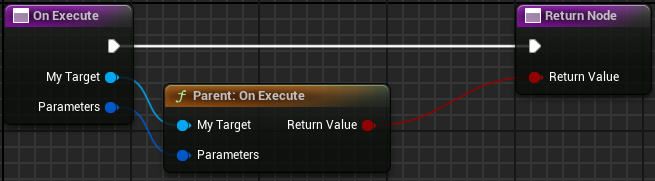 On Execute
Return Node
My Target
Return Value
Parameters
Parent: On Execute
My Target
Return Value
Parameters